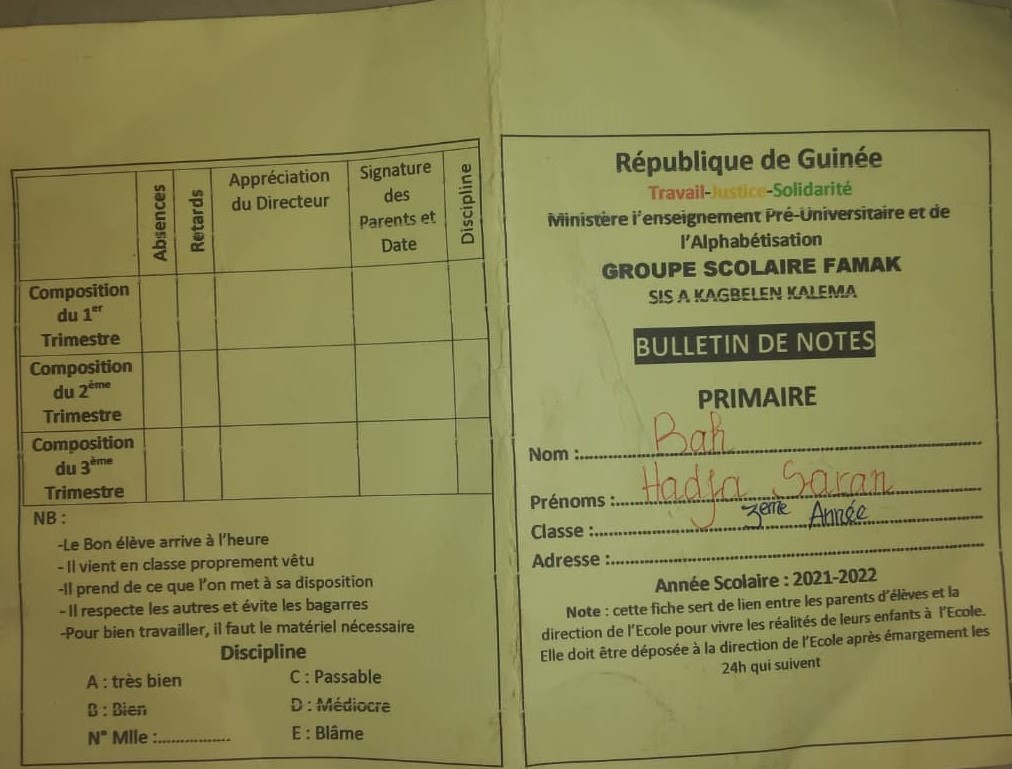 Absences
Retards
Appréciation
du Directeur
Signature
des
Parents et
Date
Discipline
Composition
du 1er
Trimestre
Composition
du 2ème
Trimestre
Composition
du 3ème
Trimestre
NB :
-Le Bon élève arrive à l'heure
- Il vient en classe proprement vêtu
-Il prend de ce que l'on met à sa disposition
- Il respecte les autres et évite les bagarres
-Pour bien travailler, il faut le matériel nécessaire
Discipline
A : très bien C : Passable
B : Bien D : Médiocre
N° Mlle :................ E : Blâme
République de Guinée
Travail-Justice-Solidarité
Ministère l'enseignement Pré-Universitaire et de
l'Alphabétisation
GROUPE SCOLAIRE FAMAK
SIS A KAGBELEN KALEMA
BULLETIN DE NOTES
PRIMAIRE
Nom : Bah
Prénoms : Hadja Saran
Classe : 3eme Année
Adresse :
Année Scolaire : 2021-2022
Note : cette fiche sert de lien entre les parents d'élèves et la
direction de l'Ecole pour vivre les réalités de leurs enfants à l'Ecole.
Elle doit être déposée à la direction de l'Ecole après émargement les
24h qui suivent